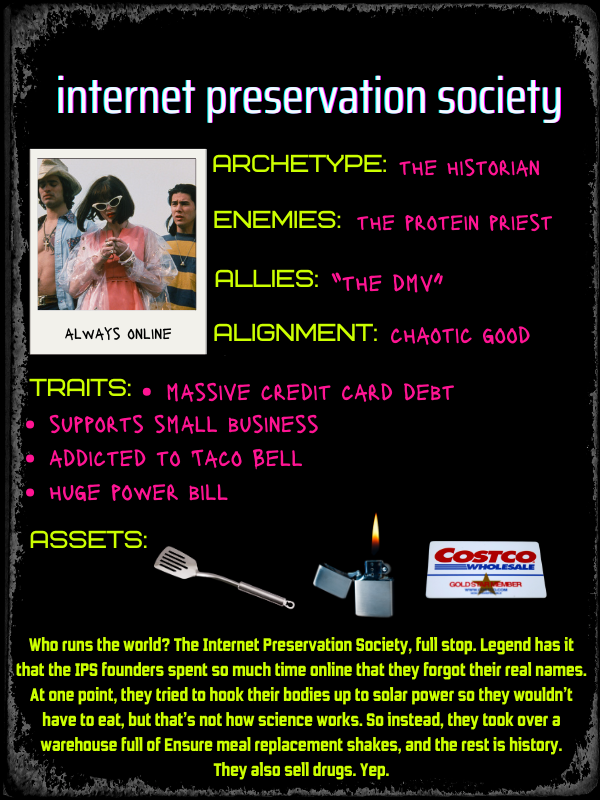 internet preservation society
ARCHETYPE: THE HISTORIAN
ENEMIES: THE PROTEIN PRIEST
ALLIES: "THE DMV"
ALWAYS ONLINE
ALIGNMENT: CHAOTIC GOOD
TRAITS: • MASSIVE CREDIT CARD DEBT
• SUPPORTS SMALL BUSINESS
• ADDICTED TO TACO BELL
• HUGE POWER BILL
ASSETS:
COSTCO
WHOLESALE
Who runs the world? The Internet Preservation Society, full stop. Legend has it
that the IPS founders spent so much time online that they forgot their real names.
At one point, they tried to hook their bodies up to solar power so they wouldn't
have to eat, but that's not how science works. So instead, they took over a
warehouse full of Ensure meal replacement shakes, and the rest is history.
They also sell drugs. Yep.